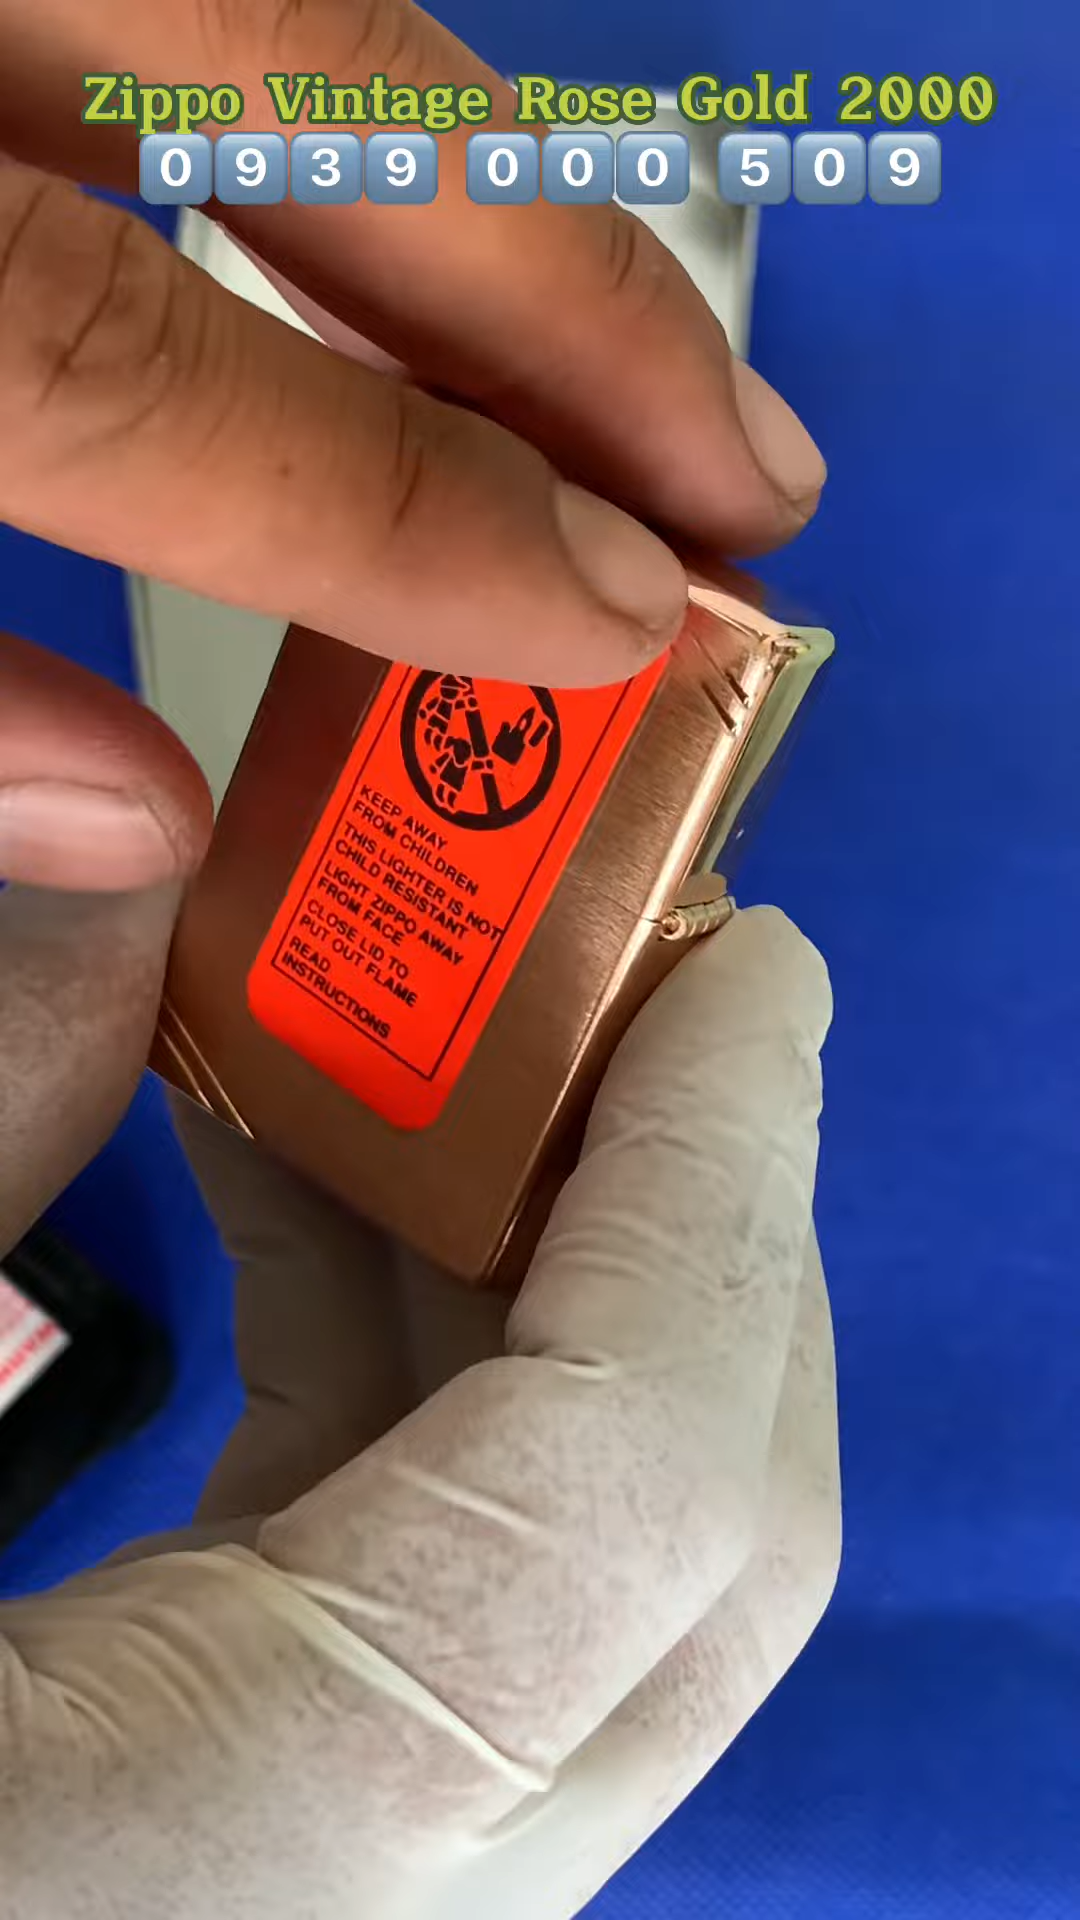 Zippo Vintage Rose Gold 2000
0939 000 509
KEEP AWAY
FROM CHILDREN
THIS LIGHTER IS NOT
CHILD RESISTANT
LIGHT ZIPPO AWAY
FROM FACE
CLOSE LID TO
PUT OUT FLAME
READ
INSTRUCTIONS